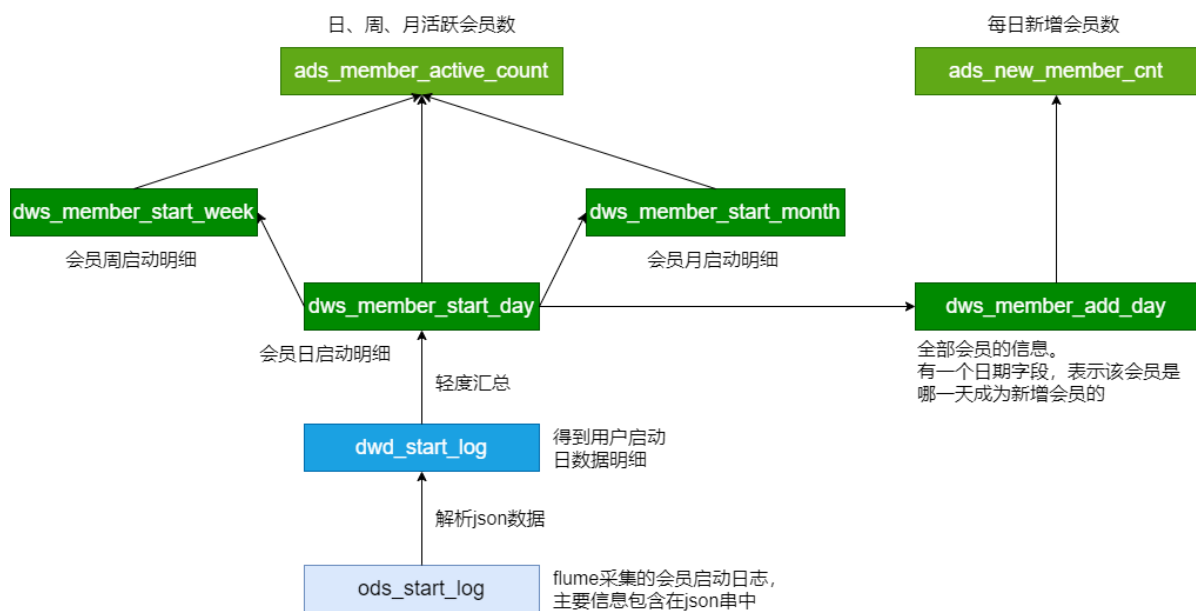 日、周、月活跃会员数
每日新增会员数
ads_member_active_count
ads_new_member_cnt
dws_member_start_week
dws_member_start_month
会员周启动明细
会员月启动明细
dws_member_start_day
dws_member_add_day
会员日启动明细
全部会员的信息。
有一个日期字段，表示该会员是
哪一天成为新增会员的
轻度汇总
dwd_start_log
得到用户启动
日数据明细
解析json数据
ods_start_log
flume采集的会员启动日志，
主要信息包含在json串中